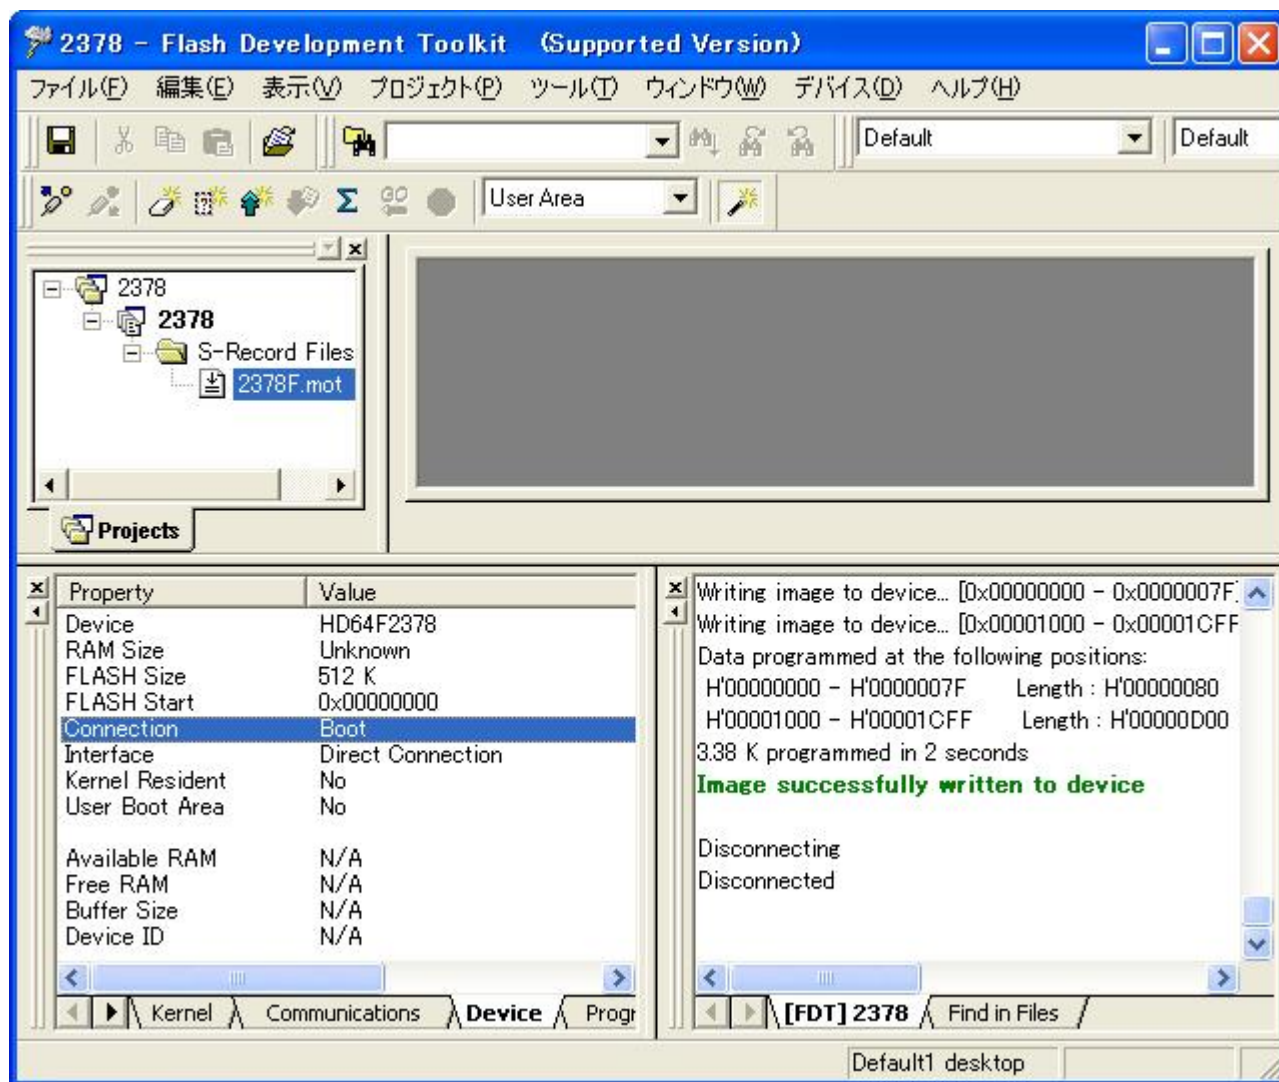 2378 - Flash Development Toolkit (Supported Version)
ファイル(F) 編集(E) 表示(V) プロジェクト(P) ツール(T) ウィンドウ(W) デバイス(D) ヘルプ(H)
Default Default
User Area
2378
2378
S-Record Files
2378F.mot
Projects
Property Value
Device HD64F2378
RAM Size Unknown
FLASH Size 512 K
FLASH Start 0x00000000
Connection Boot
Interface Direct Connection
Kernel Resident No
User Boot Area No
Available RAM N/A
Free RAM N/A
Buffer Size N/A
Device ID N/A
Kernel Communications Device Progr
Writing image to device... [0x00000000 - 0x0000007F]
Writing image to device... [0x00001000 - 0x00001CFF
Data programmed at the following positions:
H'00000000 - H'0000007F Length : H'00000080
H'00001000 - H'00001CFF Length : H'00000D00
3.38 K programmed in 2 seconds
Image successfully written to device
Disconnecting
Disconnected
[FDT] 2378 Find in Files
Default1 desktop